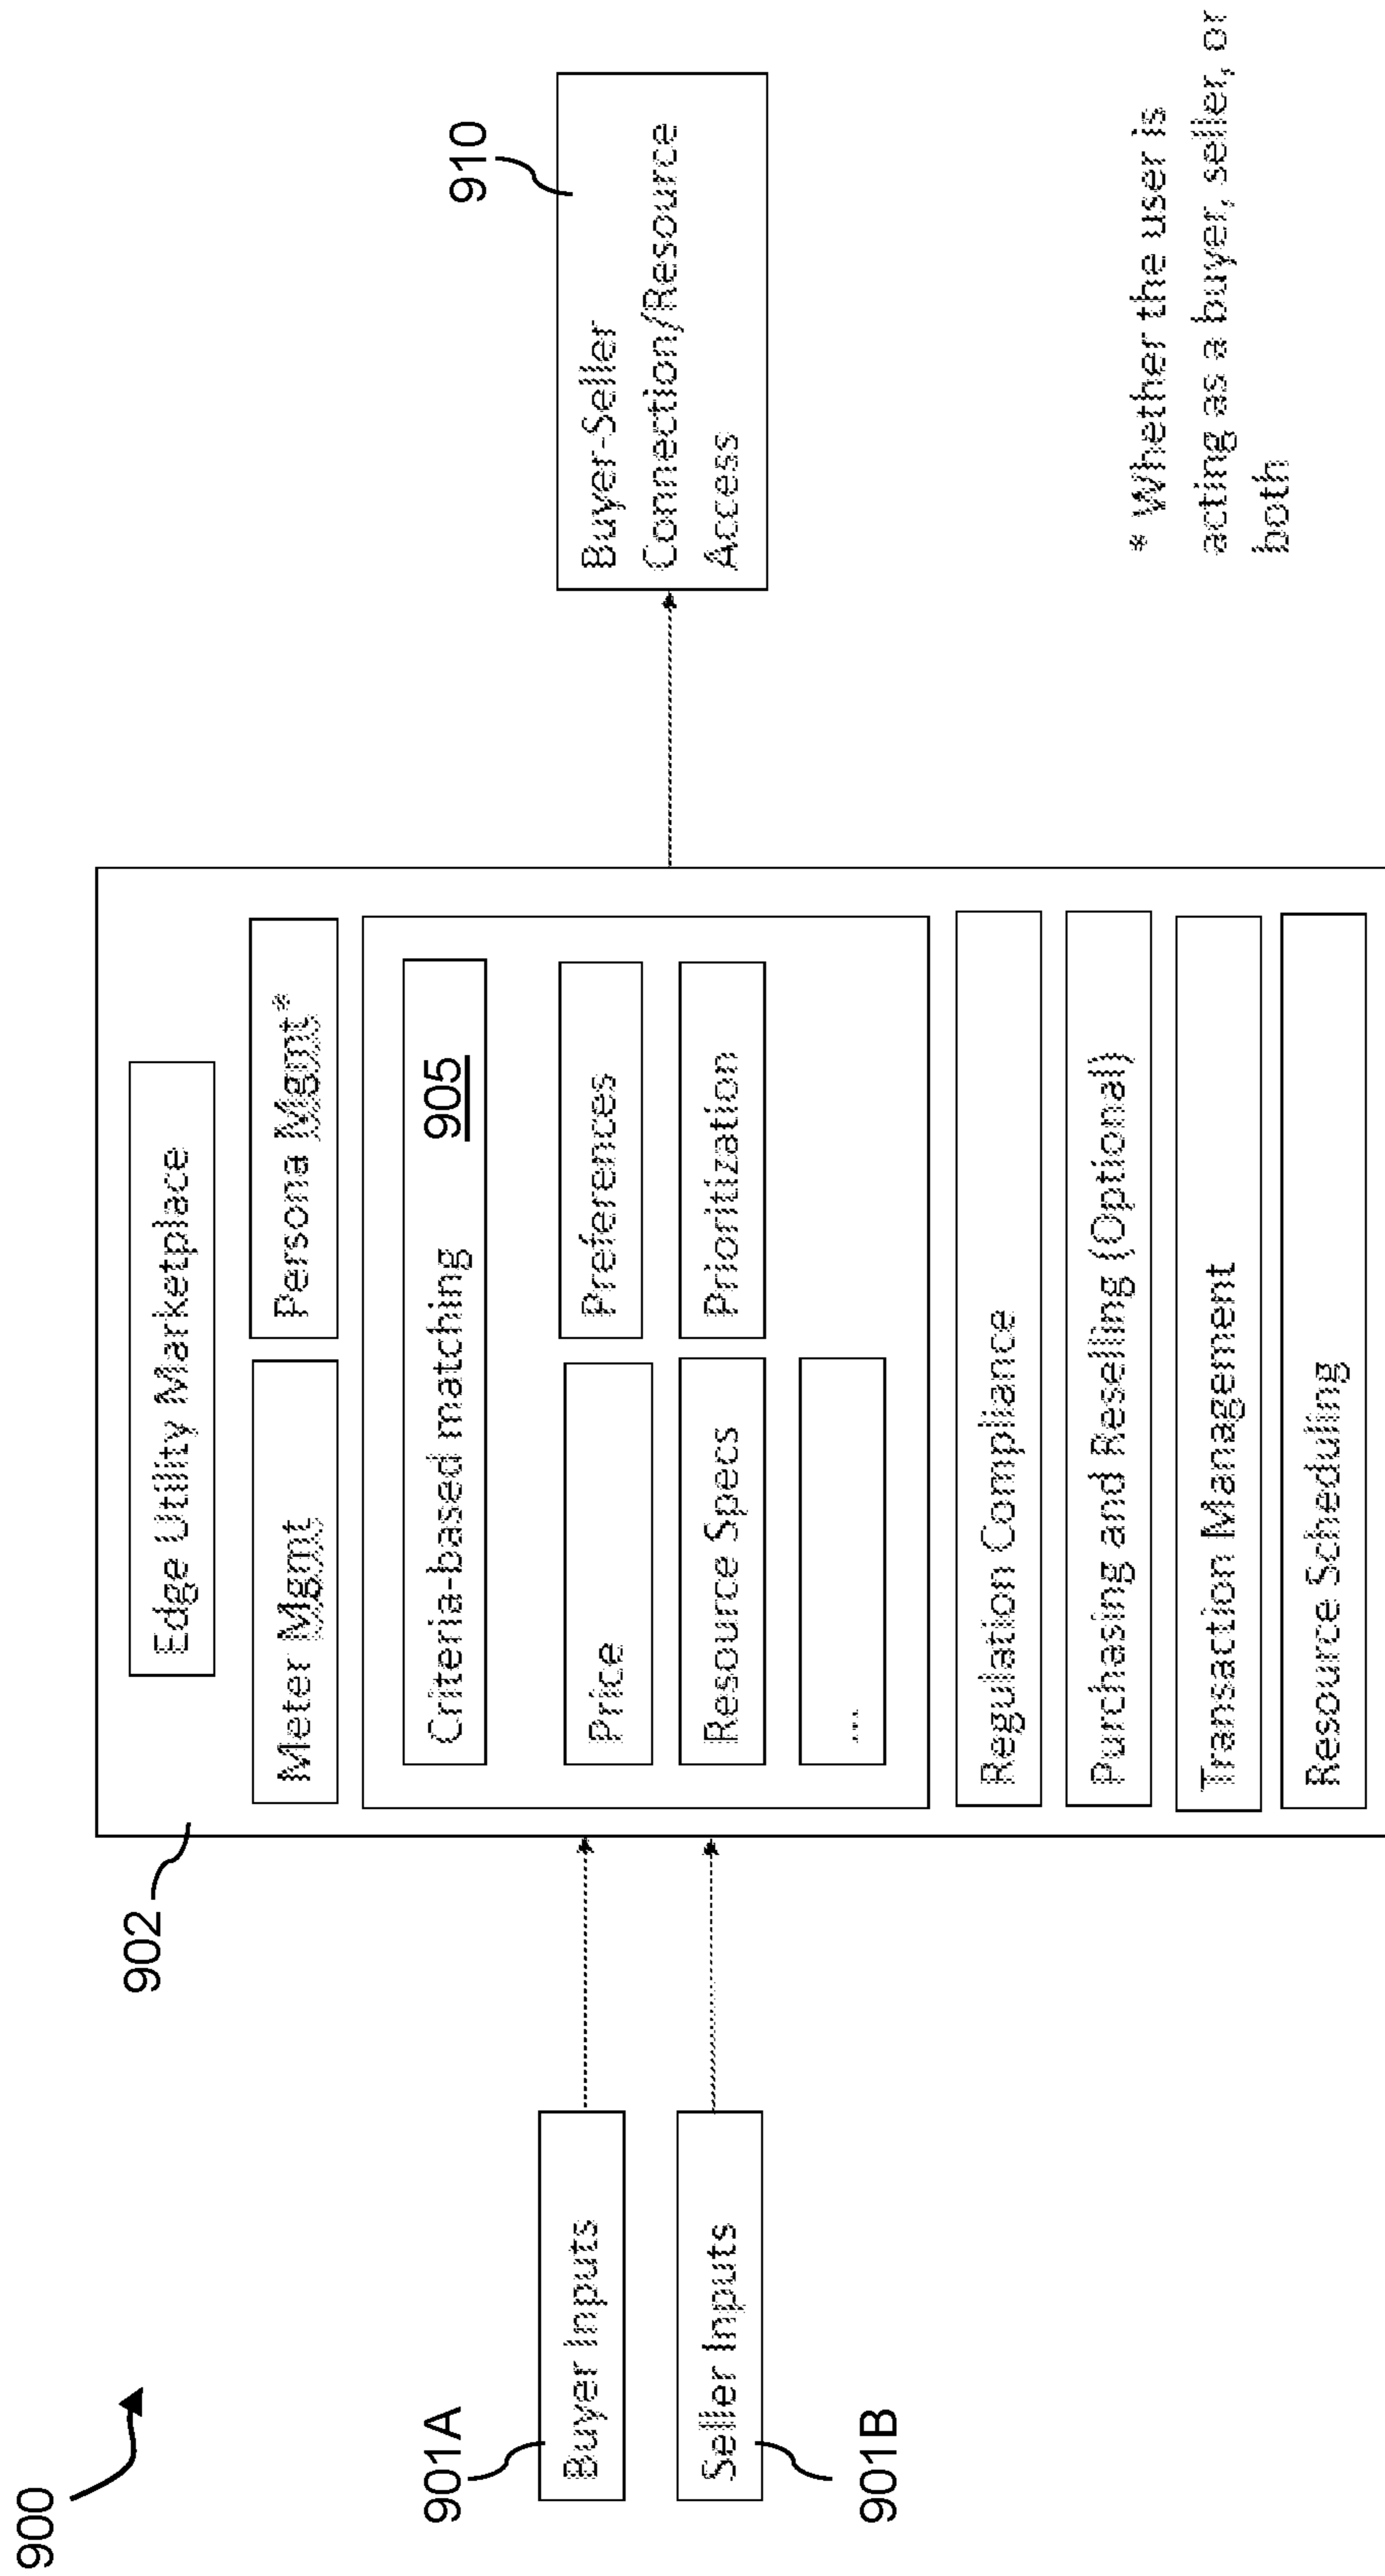 900
902
Edge Utility Marketplace
Meter Mgmt
Persona Mgmt*
Criteria-based matching
905
Price
Preferences
Resource Specs
Prioritization
...
Regulation Compliance
Purchasing and Reselling (Optional)
Transaction Management
Resource Scheduling
901A
Buyer Inputs
Seller Inputs
901B
910
Buyer-Seller
Connection/Resource
Access
* Whether the user is
acting as a buyer, seller, or
both